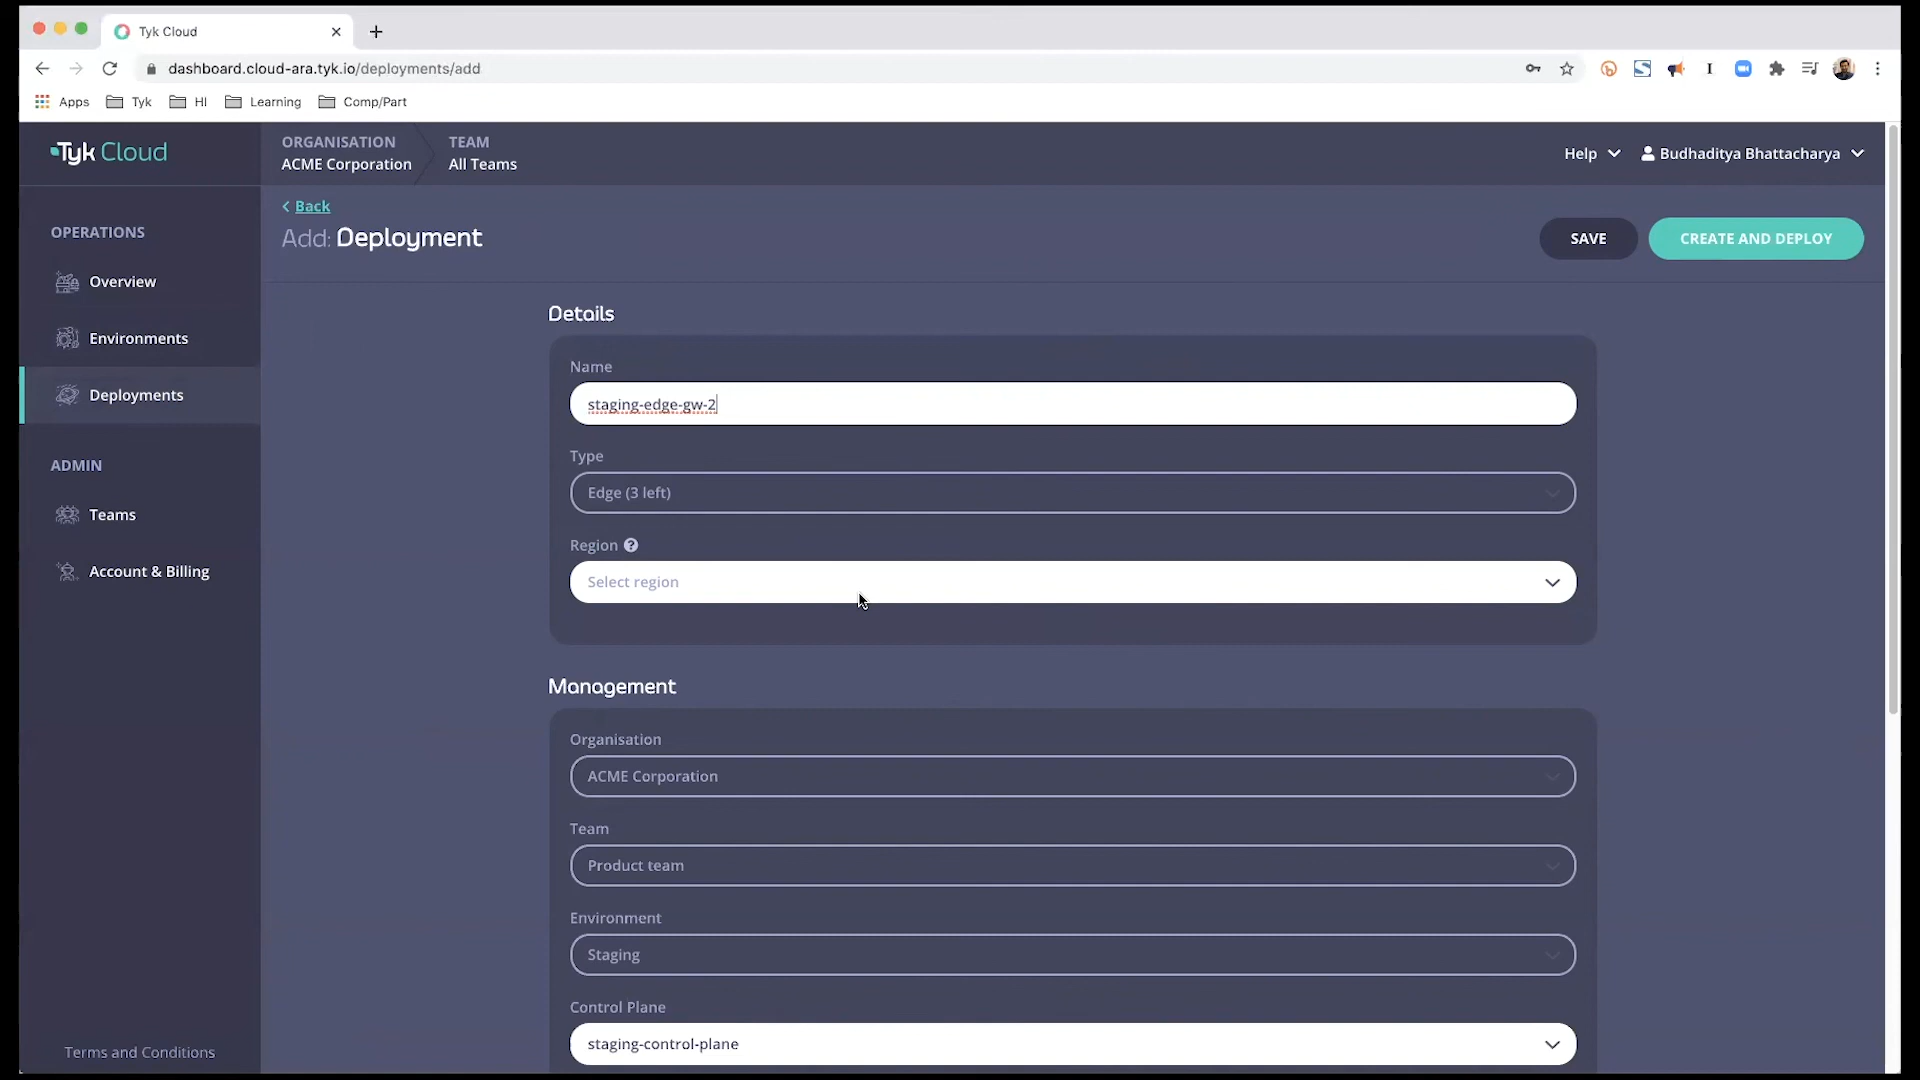 Tyk Cloud
dashboard.cloud-ara.tyk.io/deployments/add
Apps
Tyk
HI
Learning
Comp/Part
Tyk Cloud
ORGANISATION
ACME Corporation
TEAM
All Teams
Help
Budhaditya Bhattacharya
OPERATIONS
Overview
Environments
Deployments
ADMIN
Teams
Account & Billing
Terms and Conditions
Back
Add: Deployment
SAVE
CREATE AND DEPLOY
Details
Name
staging-edge-gw-2
Type
Edge (3 left)
Region ?
Select region
Management
Organisation
ACME Corporation
Team
Product team
Environment
Staging
Control Plane
staging-control-plane